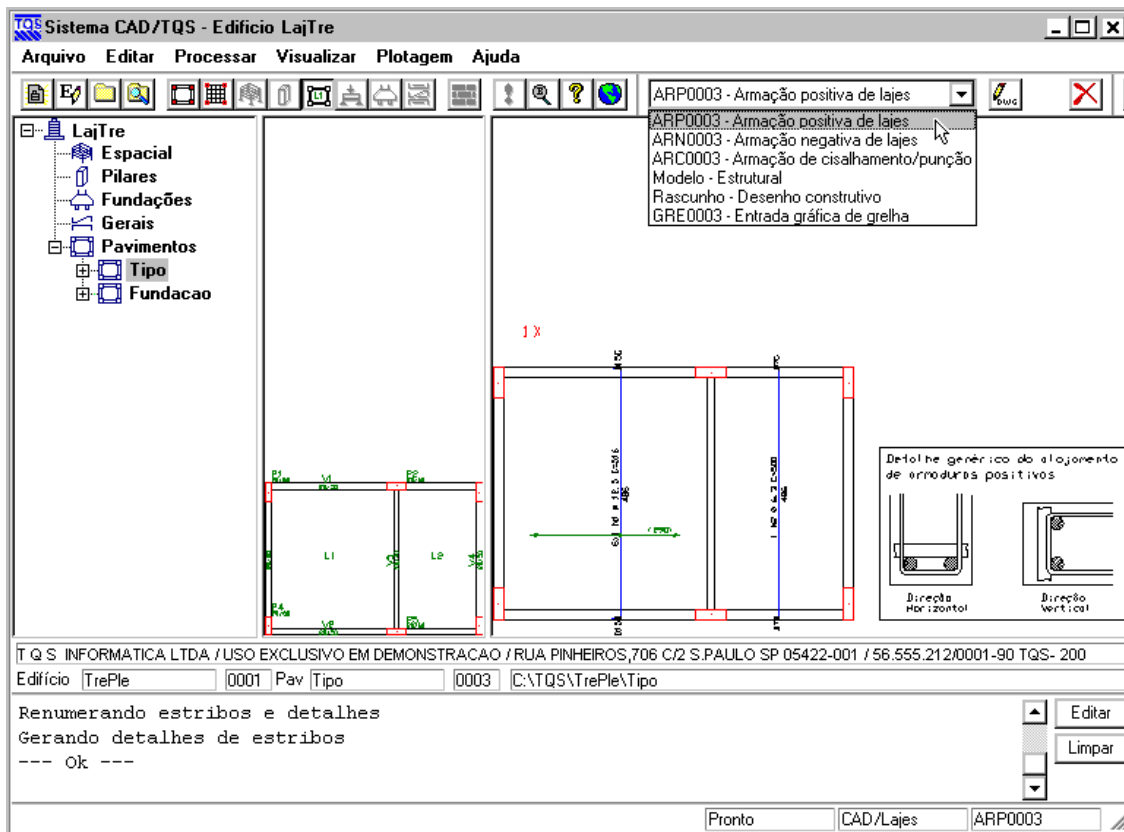 TQS Sistema CAD/TQS - Edificio LajTre
Arquivo Editar Processar Visualizar Plotagem Ajuda
ARP0003 - Armação positiva de lajes
DWG
ARP0003 - Armação positiva de lajes
ARN0003 - Armação negativa de lajes
ARC0003 - Armação de cisalhamento/punção
Modelo - Estrutural
Rascunho - Desenho construtivo
GRE0003 - Entrada gráfica de grelha
LajTre
Espacial
Pilares
Fundações
Gerais
Pavimentos
Tipo
Fundacao
L1
L2
1 X
Detalhe genérico do alojamento
de armaduras positivas
Direção
Horizontal
Direção
Vertical
T Q S INFORMATICA LTDA / USO EXCLUSIVO EM DEMONSTRACAO / RUA PINHEIROS,706 C/2 S.PAULO SP 05422-001 / 56.555.212/0001-90 TQS- 200
Edifício TrePle 0001 Pav Tipo 0003 C:\TQS\TrePle\Tipo
Renumerando estribos e detalhes
Gerando detalhes de estribos
--- Ok ---
Editar
Limpar
Pronto CAD/Lajes ARP0003